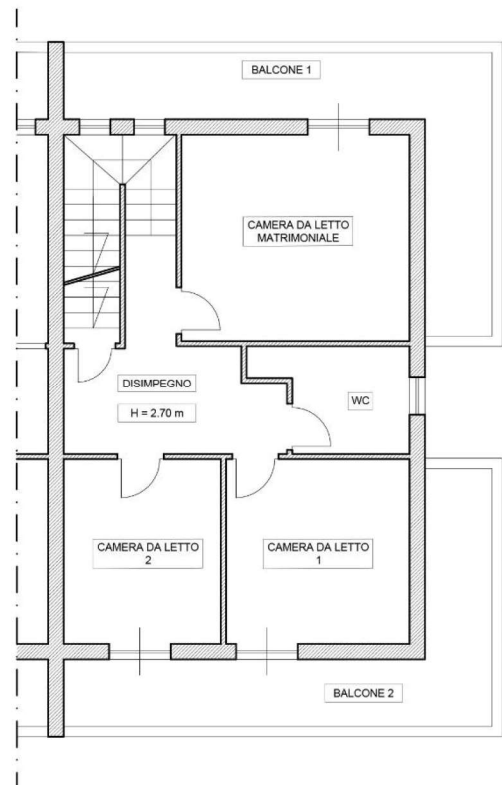 BALCONE 1
CAMERA DA LETTO
MATRIMONIALE
DISIMPEGNO
H = 2.70 m
WC
CAMERA DA LETTO
2
CAMERA DA LETTO
1
BALCONE 2